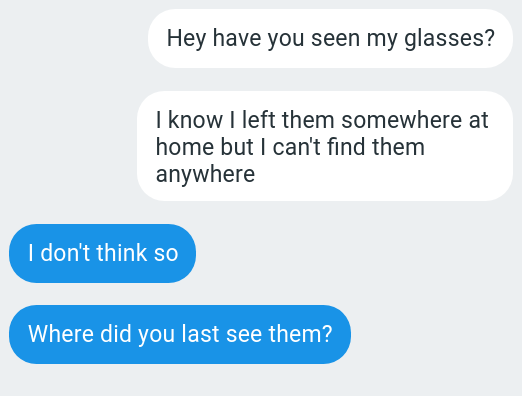 Hey have you seen my glasses?
I know I left them somewhere at
home but I can't find them
anywhere
I don't think so
Where did you last see them?